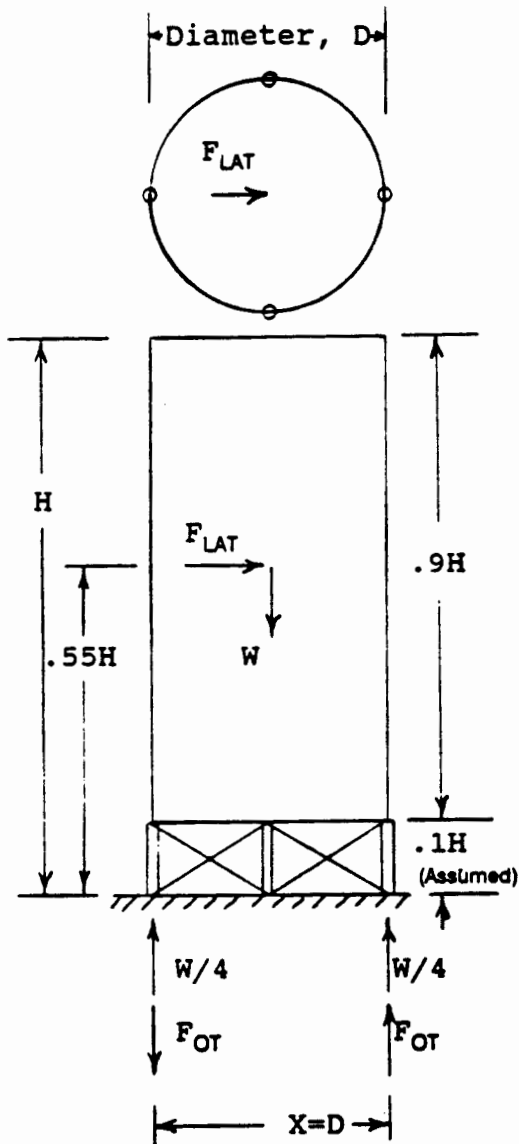 Diameter, D
F_LAT
H
.9H
F_LAT
W
.55H
.1H
(Assumed)
W/4 W/4
F_OT F_OT
X=D